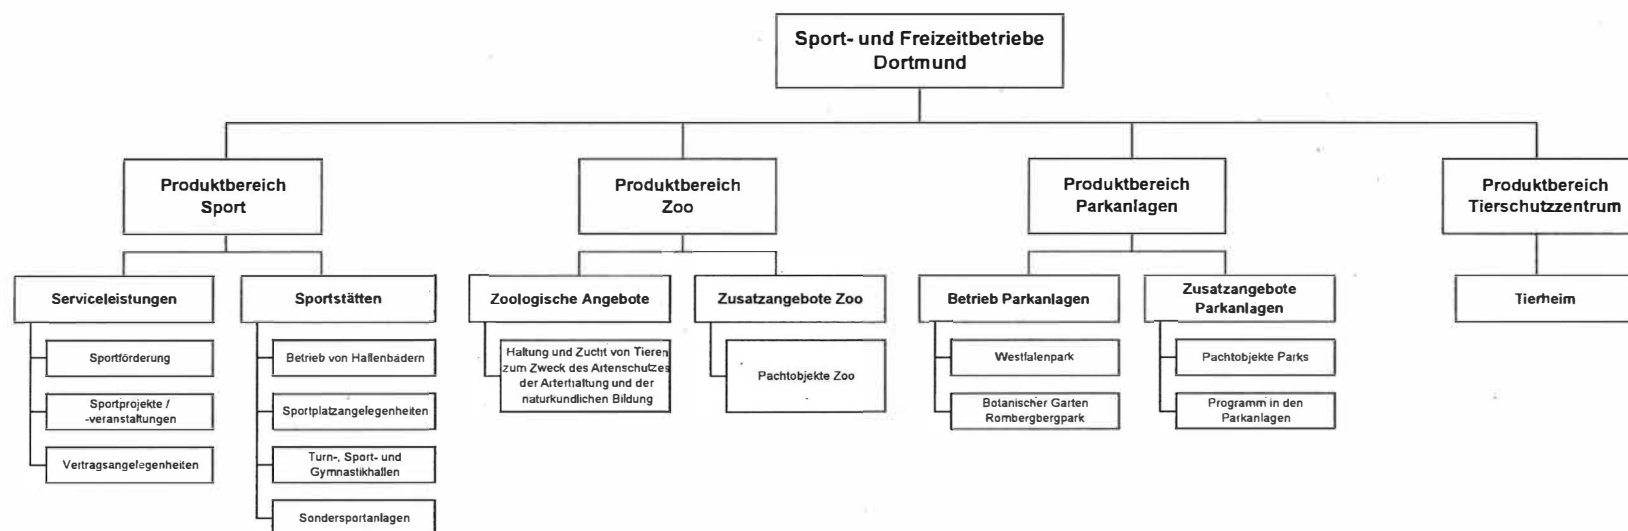 Sport- und Freizeitbetriebe
Dortmund
Produktbereich
Sport
Produktbereich
Zoo
Produktbereich
Parkanlagen
Produktbereich
Tierschutzzentrum
Serviceleistungen
Sportförderung
Sportprojekte /
-veranstaltungen
Vertragsangelegenheiten
Sportstätten
Betrieb von Hallenbädern
Sportplatzangelegenheiten
Turn-, Sport- und
Gymnastikhallen
Sondersportanlagen
Zoologische Angebote
Haltung und Zucht von Tieren
zum Zweck des Artenschutzes
der Arterhaltung und der
naturkundlichen Bildung
Zusatzangebote Zoo
Pachtobjekte Zoo
Betrieb Parkanlagen
Westfalenpark
Botanischer Garten
Rombergbergpark
Zusatzangebote
Parkanlagen
Pachtobjekte Parks
Programm in den
Parkanlagen
Tierheim